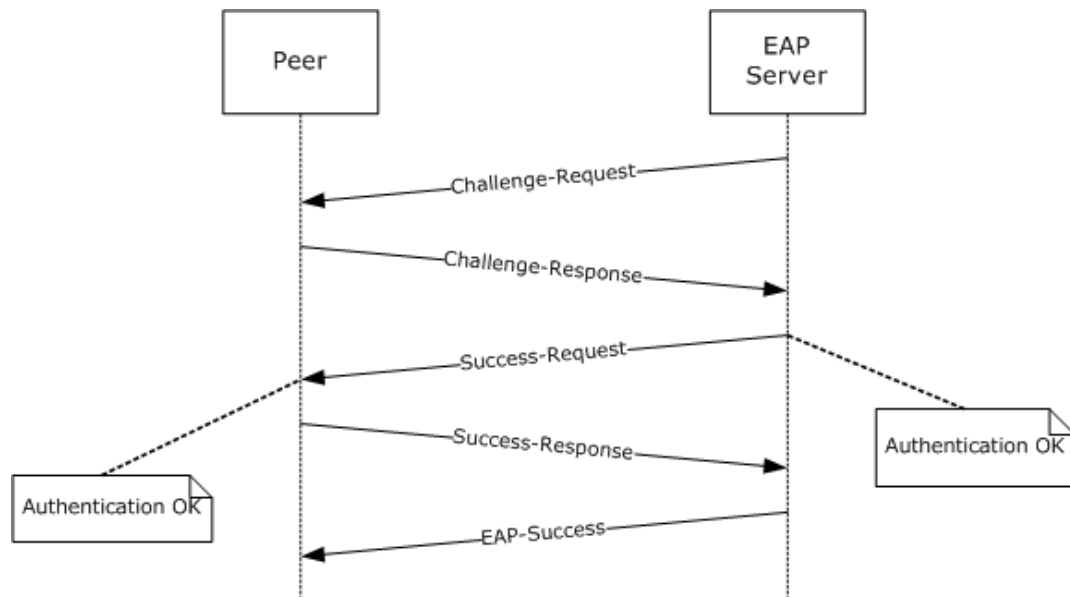 Peer
EAP
Server
Challenge-Request
Challenge-Response
Success-Request
Success-Response
Authentication OK
Authentication OK
EAP-Success